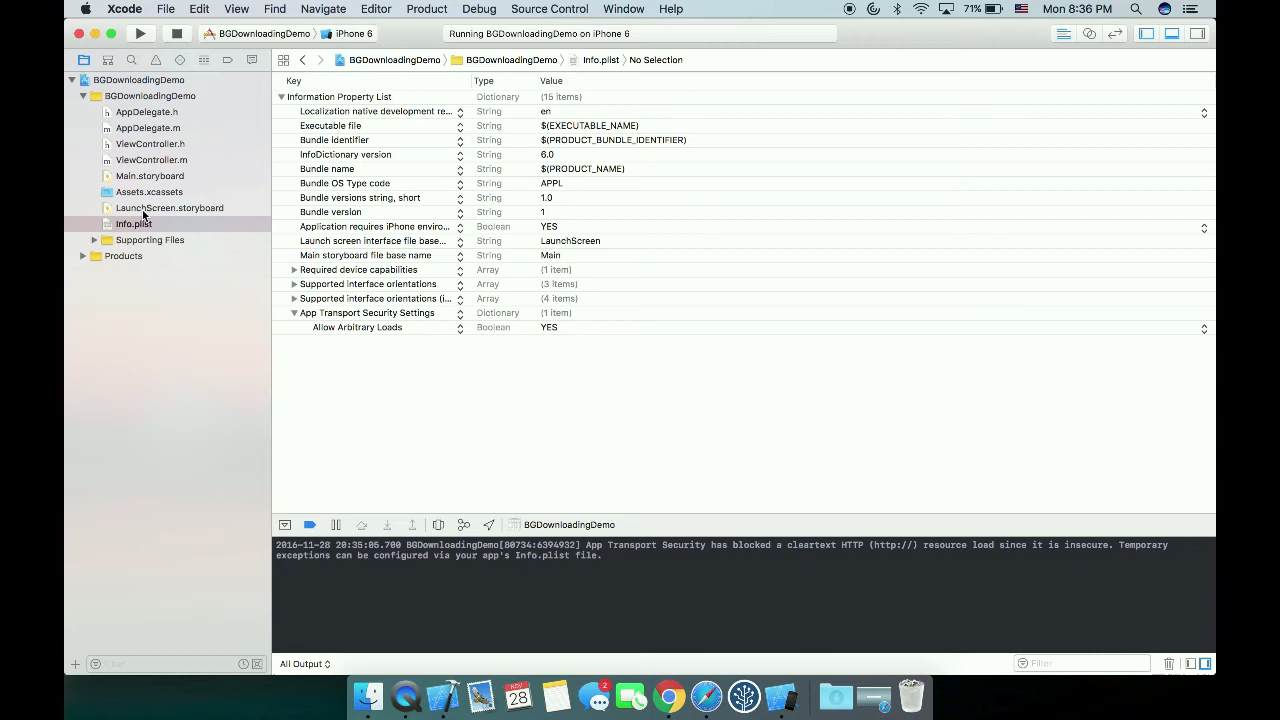 Xcode File Edit View Find Navigate Editor Product Debug Source Control Window Help 71% Mon 8:36 PM
BGDownloadingDemo iPhone 6 Running BGDownloadingDemo on iPhone 6
BGDownloadingDemo BGDownloadingDemo Info.plist No Selection
BGDownloadingDemo
BGDownloadingDemo
AppDelegate.h
AppDelegate.m
ViewController.h
ViewController.m
Main.storyboard
Assets.xcassets
LaunchScreen.storyboard
Info.plist
Supporting Files
Products
Filter
Key Type Value
Information Property List Dictionary (15 items)
Localization native development re... String en
Executable file String $(EXECUTABLE_NAME)
Bundle identifier String $(PRODUCT_BUNDLE_IDENTIFIER)
InfoDictionary version String 6.0
Bundle name String $(PRODUCT_NAME)
Bundle OS Type code String APPL
Bundle versions string, short String 1.0
Bundle version String 1
Application requires iPhone enviro... Boolean YES
Launch screen interface file base... String LaunchScreen
Main storyboard file base name String Main
Required device capabilities Array (1 item)
Supported interface orientations Array (3 items)
Supported interface orientations (i... Array (4 items)
App Transport Security Settings Dictionary (1 item)
Allow Arbitrary Loads Boolean YES
BGDownloadingDemo
2016-11-28 20:35:05.700 BGDownloadingDemo[80734:6394932] App Transport Security has blocked a cleartext HTTP (http://) resource load since it is insecure. Temporary
exceptions can be configured via your app's Info.plist file.
All Output Filter
NOV
28
2